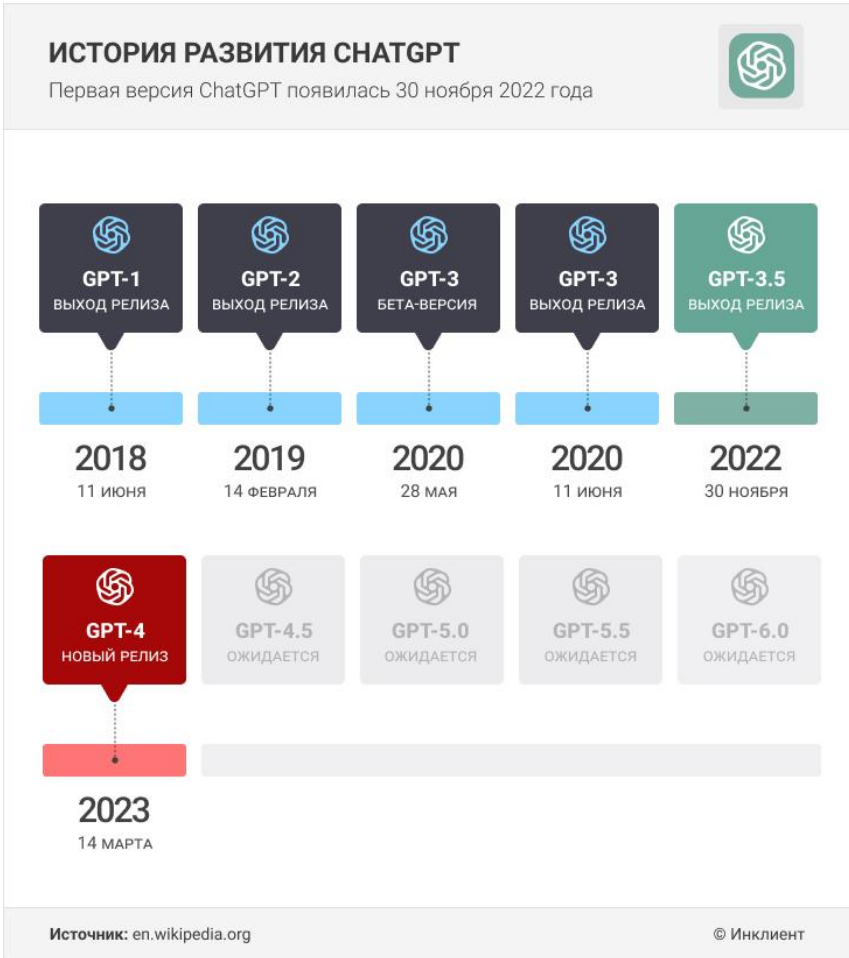 ИСТОРИЯ РАЗВИТИЯ CHATGPT
Первая версия ChatGPT появилась 30 ноября 2022 года
GPT-1
ВЫХОД РЕЛИЗА
GPT-2
ВЫХОД РЕЛИЗА
GPT-3
БЕТА-ВЕРСИЯ
GPT-3
ВЫХОД РЕЛИЗА
GPT-3.5
ВЫХОД РЕЛИЗА
2018
11 ИЮНЯ
2019
14 ФЕВРАЛЯ
2020
28 МАЯ
2020
11 ИЮНЯ
2022
30 НОЯБРЯ
GPT-4
НОВЫЙ РЕЛИЗ
GPT-4.5
ОЖИДАЕТСЯ
GPT-5.0
ОЖИДАЕТСЯ
GPT-5.5
ОЖИДАЕТСЯ
GPT-6.0
ОЖИДАЕТСЯ
2023
14 МАРТА
Источник: en.wikipedia.org
© Инклиент